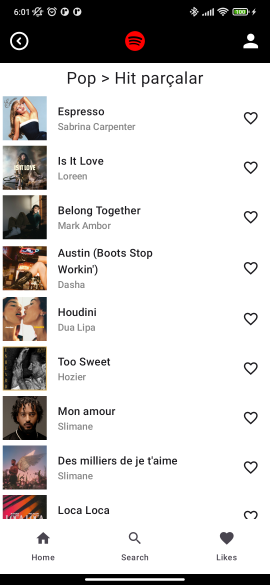 6:01
100
Pop > Hit parçalar
Espresso
Sabrina Carpenter
Is It Love
Loreen
Belong Together
Mark Ambor
Austin (Boots Stop
Workin')
Dasha
Houdini
Dua Lipa
Too Sweet
Hozier
Mon amour
Slimane
Des milliers de je t'aime
Slimane
Loca Loca
Home
Search
Likes